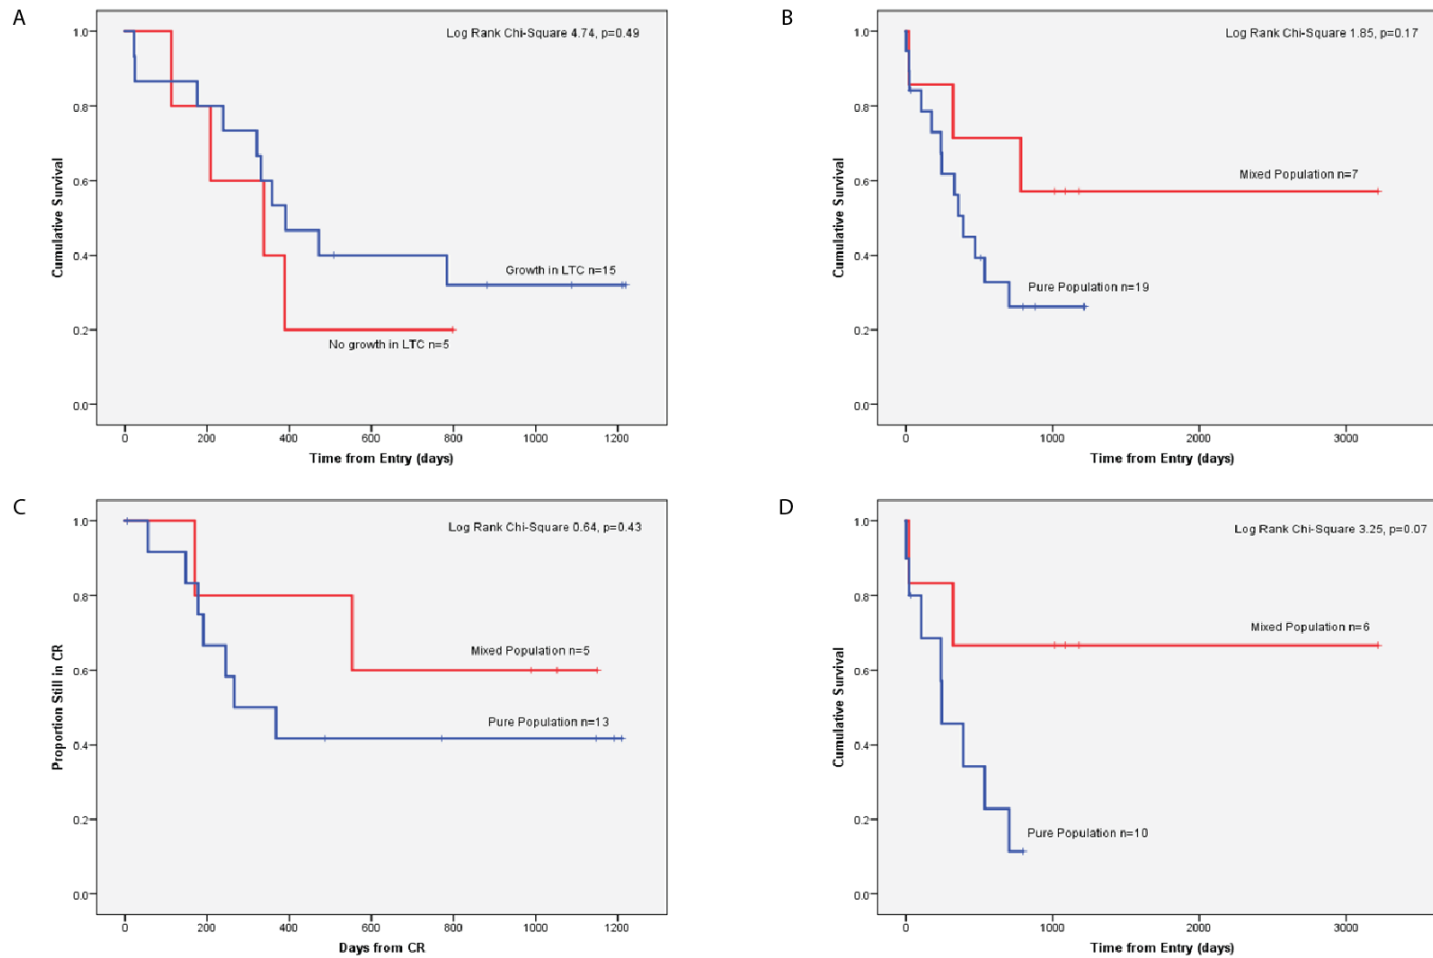 A
Log Rank Chi-Square 4.74, p=0.49
Cumulative Survival
1.0
0.8
0.6
0.4
0.2
0.0
Growth in LTC n=15
No growth in LTC n=5
0 200 400 600 800 1000 1200
Time from Entry (days)
B
Log Rank Chi-Square 1.85, p=0.17
Cumulative Survival
1.0
0.8
0.6
0.4
0.2
0.0
Mixed Population n=7
Pure Population n=19
0 1000 2000 3000
Time from Entry (days)
C
Log Rank Chi-Square 0.64, p=0.43
Proportion Still in CR
1.0
0.8
0.6
0.4
0.2
0.0
Mixed Population n=5
Pure Population n=13
0 200 400 600 800 1000 1200
Days from CR
D
Log Rank Chi-Square 3.25, p=0.07
Cumulative Survival
1.0
0.8
0.6
0.4
0.2
0.0
Mixed Population n=6
Pure Population n=10
0 1000 2000 3000
Time from Entry (days)